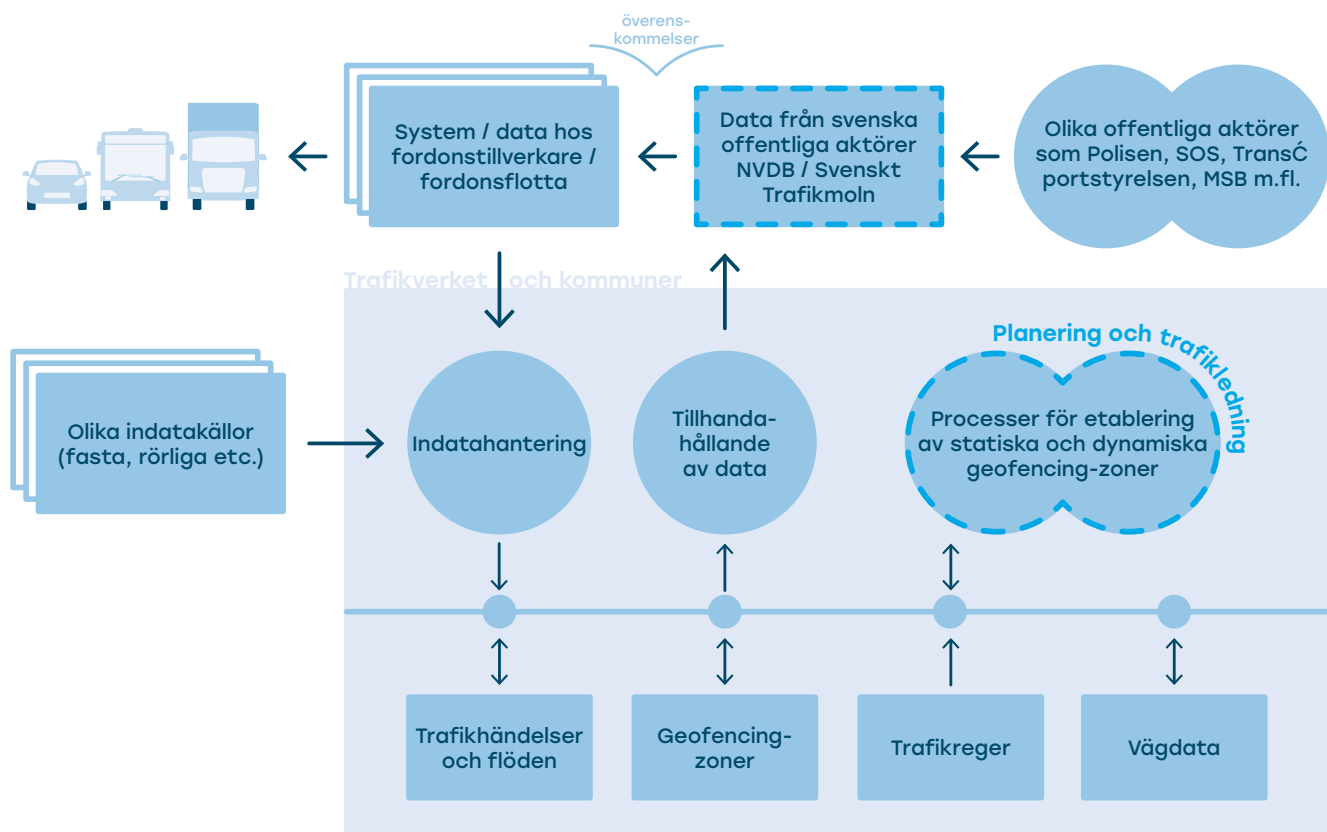 överens-
kommelser
System / data hos
fordonstillverkare /
fordonsflotta
Data från svenska
offentliga aktörer
NVDB / Svenskt
Trafikmoln
Olika offentliga aktörer
som Polisen, SOS, TransĆ
portstyrelsen, MSB m.fl.
Trafikverket och kommuner
Olika indatakällor
(fasta, rörliga etc.)
Indatahantering
Tillhanda-
hållande
av data
Planering och trafikledning
Processer för etablering
av statiska och dynamiska
geofencing-zoner
Trafikhändelser
och flöden
Geofencing-
zoner
Trafikreger
Vägdata